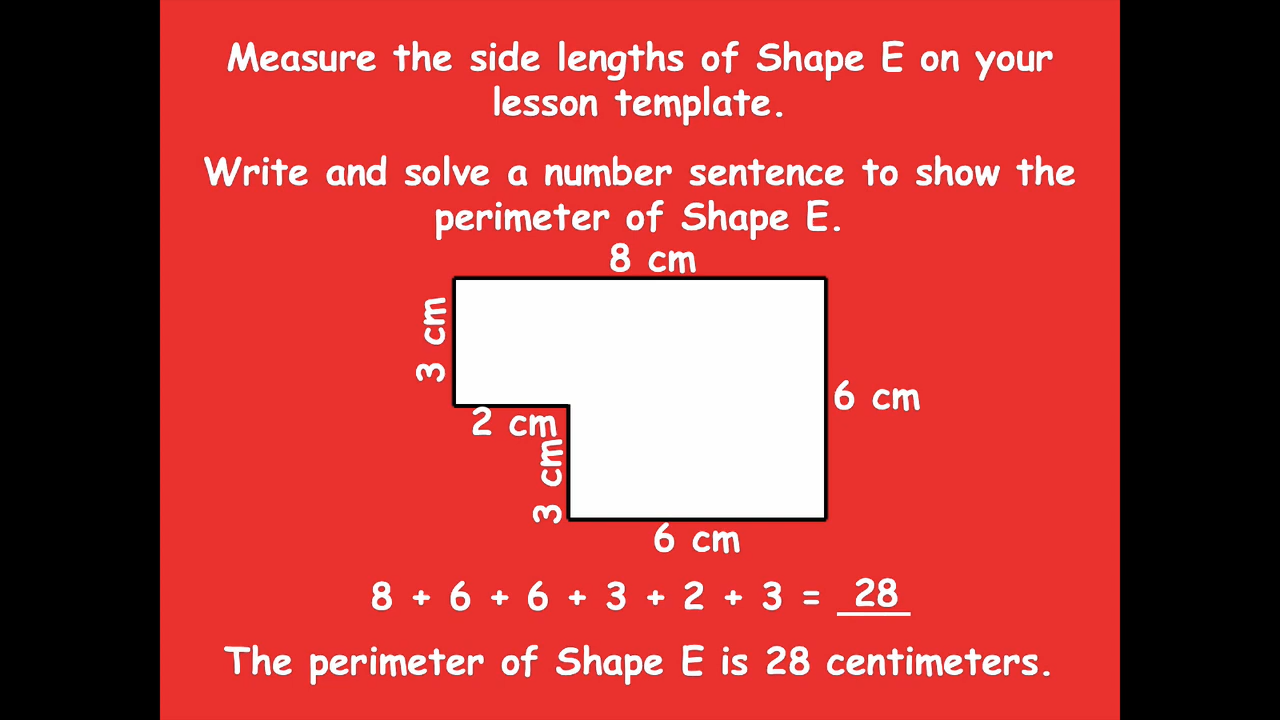 Measure the side lengths of Shape E on your
lesson template.
Write and solve a number sentence to show the
perimeter of Shape E.
8 cm
3 cm
6 cm
2 cm
3 cm
6 cm
8 + 6 + 6 + 3 + 2 + 3 = 28
The perimeter of Shape E is 28 centimeters.